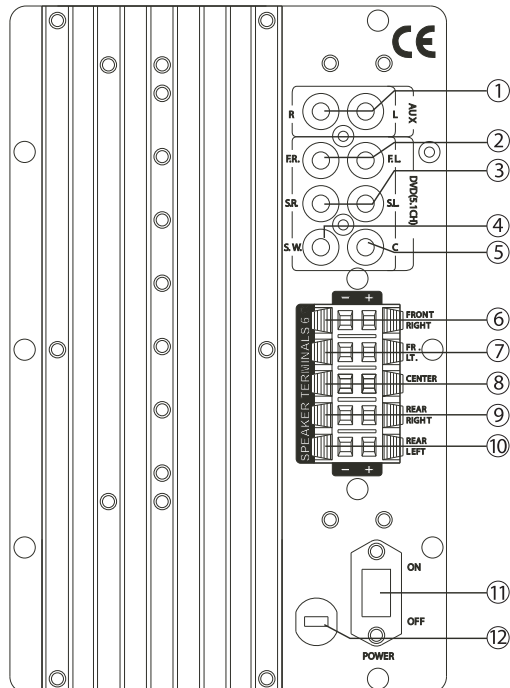 CE
①
R L AUX
②
F.R. F.L.
③
S.R. S.L. DVD(5.1CH)
④
S.W. C
⑤
− +
SPEAKER TERMINALS 6
⑥
FRONT
RIGHT
⑦
FR.
LT.
⑧
CENTER
⑨
REAR
RIGHT
⑩
REAR
LEFT
− +
ON
⑪
OFF
⑫
POWER